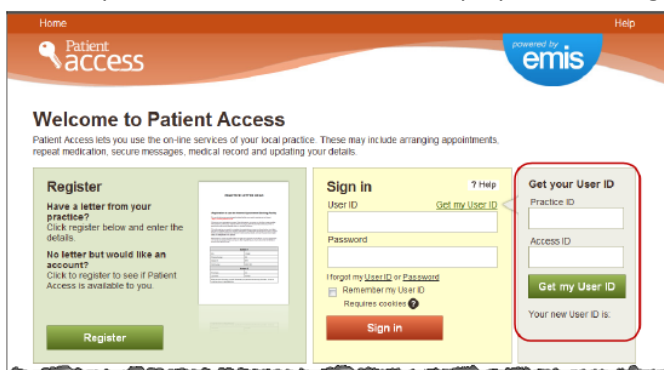 Home
Help
Patient
access
powered by
emis
Welcome to Patient Access
Patient Access lets you use the on-line services of your local practice. These may include arranging appointments,
repeat medication, secure messages, medical record and updating your details.
Register
Have a letter from your
practice?
Click register below and enter the
details.
No letter but would like an
account?
Click to register to see if Patient
Access is available to you.
Register
Sign in
? Help
User ID
Get my User ID
Password
I forgot my User ID or Password
Remember my User ID
Requires cookies ?
Sign in
Get your User ID
Practice ID
Access ID
Get my User ID
Your new User ID is: